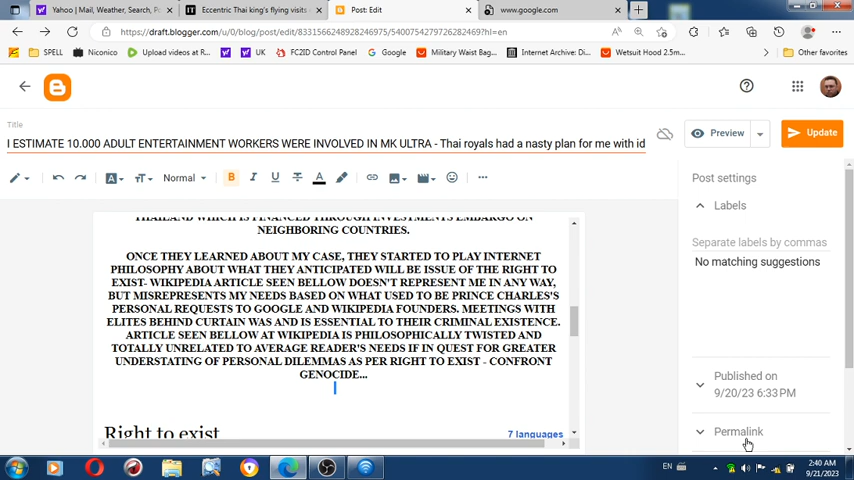 Yahoo | Mail, Weather, Search, Po
Eccentric Thai king's flying visits
Post: Edit
www.google.com
https://draft.blogger.com/u/0/blog/post/edit/8331566248928246975/5400754279726282469?hl=en
SPELL
Niconico
Upload videos at R...
UK
FC2ID Control Panel
Google
Military Waist Bag...
Internet Archive: Di...
Wetsuit Hood 2.5m...
Other favorites
Title
I ESTIMATE 10.000 ADULT ENTERTAINMENT WORKERS WERE INVOLVED IN MK ULTRA - Thai royals had a nasty plan for me with id
Preview
Update
Normal
B
I
U
A
Post settings
Labels
Separate labels by commas
No matching suggestions
THAILAND WHICH IS FINANCED THROUGH INVESTMENTS EMBARGO ON
NEIGHBORING COUNTRIES.
ONCE THEY LEARNED ABOUT MY CASE, THEY STARTED TO PLAY INTERNET
PHILOSOPHY ABOUT WHAT THEY ANTICIPATED WILL BE ISSUE OF THE RIGHT TO
EXIST- WIKIPEDIA ARTICLE SEEN BELLOW DOESN'T REPRESENT ME IN ANY WAY,
BUT MISREPRESENTS MY NEEDS BASED ON WHAT USED TO BE PRINCE CHARLES'S
PERSONAL REQUESTS TO GOOGLE AND WIKIPEDIA FOUNDERS. MEETINGS WITH
ELITES BEHIND CURTAIN WAS AND IS ESSENTIAL TO THEIR CRIMINAL EXISTENCE.
ARTICLE SEEN BELLOW AT WIKIPEDIA IS PHILOSOPHICALLY TWISTED AND
TOTALLY UNRELATED TO AVERAGE READER'S NEEDS IF IN QUEST FOR GREATER
UNDERSTATING OF PERSONAL DILEMMAS AS PER RIGHT TO EXIST - CONFRONT
GENOCIDE...
Right to exist
7 languages
Published on
9/20/23 6:33 PM
Permalink
EN
2:40 AM
9/21/2023